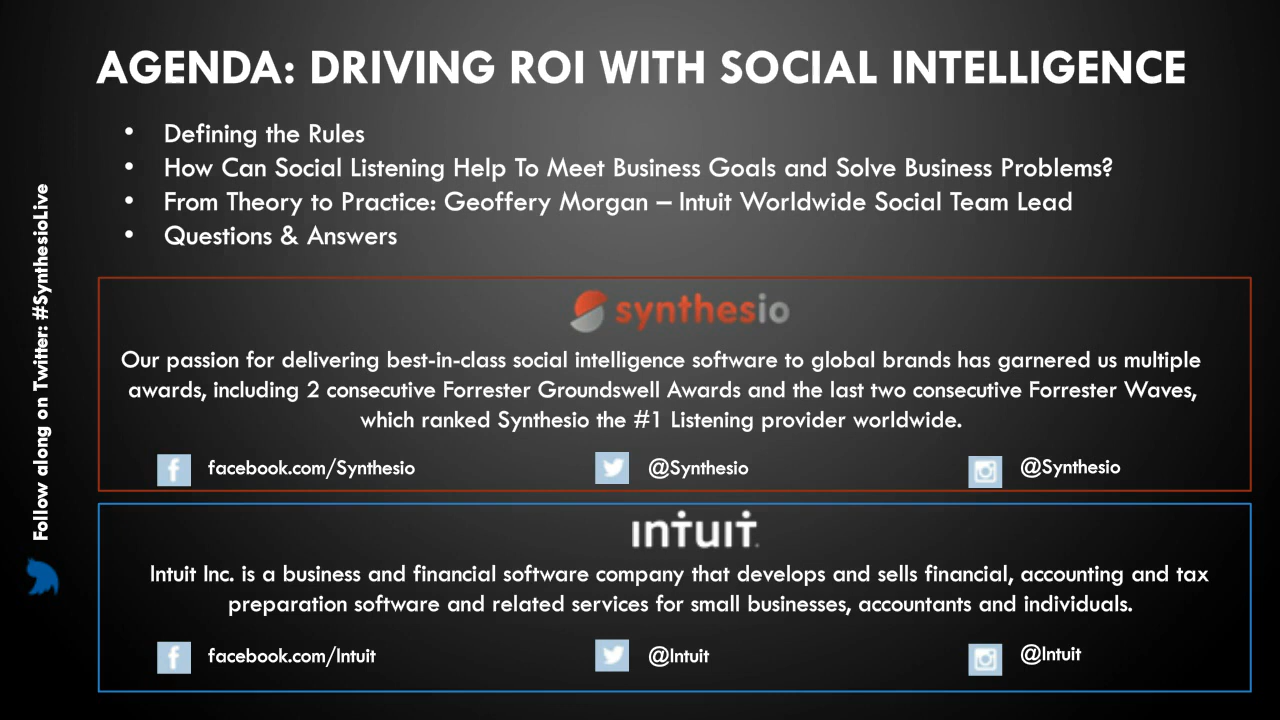 AGENDA: DRIVING ROI WITH SOCIAL INTELLIGENCE
• Defining the Rules
• How Can Social Listening Help To Meet Business Goals and Solve Business Problems?
• From Theory to Practice: Geoffery Morgan – Intuit Worldwide Social Team Lead
• Questions & Answers
Follow along on Twitter: #SynthesioLive
synthesio
Our passion for delivering best-in-class social intelligence software to global brands has garnered us multiple
awards, including 2 consecutive Forrester Groundswell Awards and the last two consecutive Forrester Waves,
which ranked Synthesio the #1 Listening provider worldwide.
facebook.com/Synthesio
@Synthesio
@Synthesio
intuit.
Intuit Inc. is a business and financial software company that develops and sells financial, accounting and tax
preparation software and related services for small businesses, accountants and individuals.
facebook.com/Intuit
@Intuit
@Intuit